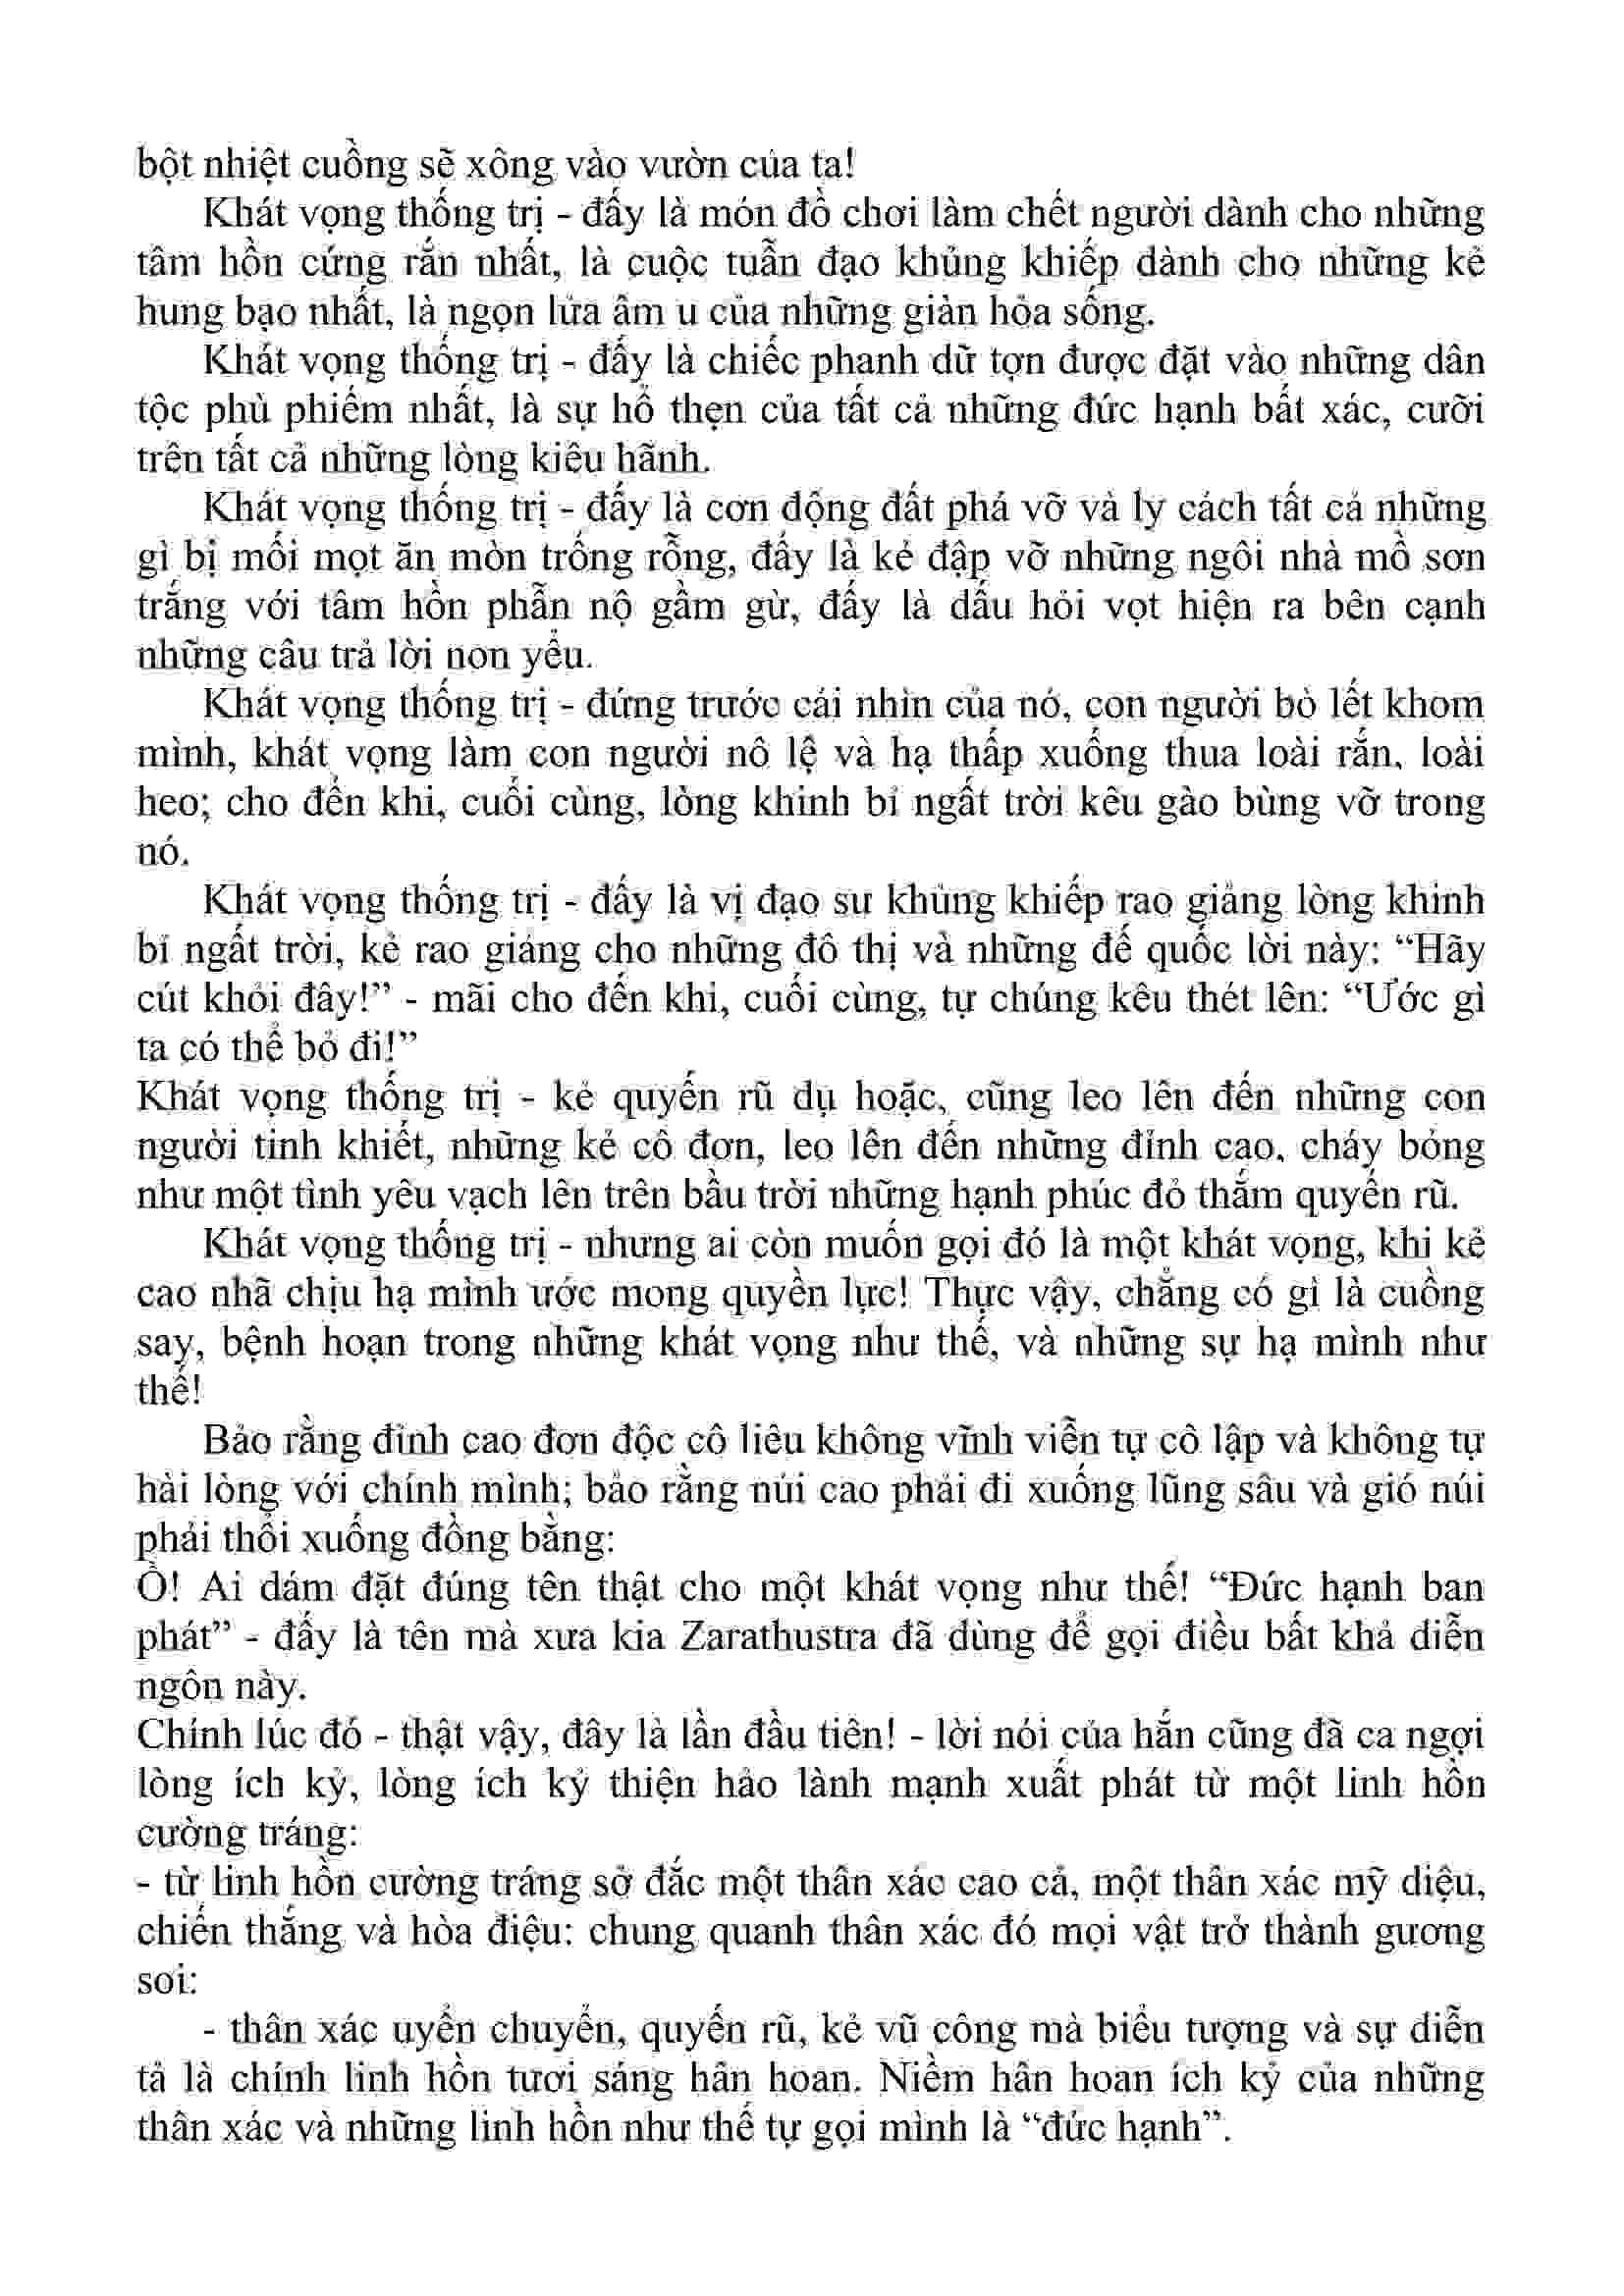 bột nhiệt cuồng sẽ xông vào vườn của ta!
Khát vọng thống trị - đấy là món đồ chơi làm chết người dành cho những
tâm hồn cứng rắn nhất, là cuộc tuẫn đạo khủng khiếp dành cho những kẻ
hung bạo nhất, là ngọn lửa âm u của những giàn hỏa sống.
Khát vọng thống trị - đấy là chiếc phanh dữ tợn được đặt vào những dân
tộc phù phiếm nhất, là sự hổ thẹn của tất cả những đức hạnh bất xác, cưỡi
trên tất cả những lòng kiêu hãnh.
Khát vọng thống trị - đấy là cơn động đất phá vỡ và ly cách tất cả những
gì bị mối mọt ăn mòn trống rỗng, đấy là kẻ đập vỡ những ngôi nhà mồ sơn
trắng với tâm hồn phẫn nộ gầm gừ, đấy là dấu hỏi vọt hiện ra bên cạnh
những câu trả lời non yểu.
Khát vọng thống trị - đứng trước cái nhìn của nó, con người bò lết khom
mình, khát vọng làm con người nô lệ và hạ thấp xuống thua loài rắn, loài
heo; cho đến khi, cuối cùng, lòng khinh bỉ ngất trời kêu gào bùng vỡ trong
nó.
Khát vọng thống trị - đấy là vị đạo sư khủng khiếp rao giảng lòng khinh
bỉ ngất trời, kẻ rao giảng cho những đô thị và những đế quốc lời này: “Hãy
cút khỏi đây!” - mãi cho đến khi, cuối cùng, tự chúng kêu thét lên: “Ước gì
ta có thể bỏ đi!”
Khát vọng thống trị - kẻ quyến rũ dụ hoặc, cũng leo lên đến những con
người tinh khiết, những kẻ cô đơn, leo lên đến những đỉnh cao, cháy bỏng
như một tình yêu vạch lên trên bầu trời những hạnh phúc đỏ thắm quyến rũ.
Khát vọng thống trị - nhưng ai còn muốn gọi đó là một khát vọng, khi kẻ
cao nhã chịu hạ mình ước mong quyền lực! Thực vậy, chẳng có gì là cuồng
say, bệnh hoạn trong những khát vọng như thế, và những sự hạ mình như
thế!
Bảo rằng đỉnh cao đơn độc cô liêu không vĩnh viễn tự cô lập và không tự
hài lòng với chính mình; bảo rằng núi cao phải đi xuống lũng sâu và gió núi
phải thổi xuống đồng bằng:
Ồ! Ai dám đặt đúng tên thật cho một khát vọng như thế! “Đức hạnh ban
phát” - đấy là tên mà xưa kia Zarathustra đã dùng để gọi điều bất khả diễn
ngôn này.
Chính lúc đó - thật vậy, đây là lần đầu tiên! - lời nói của hắn cũng đã ca ngợi
lòng ích kỷ, lòng ích kỷ thiện hảo lành mạnh xuất phát từ một linh hồn
cường tráng:
- từ linh hồn cường tráng sở đắc một thân xác cao cả, một thân xác mỹ diệu,
chiến thắng và hòa điệu: chung quanh thân xác đó mọi vật trở thành gương
soi:
- thân xác uyển chuyển, quyến rũ, kẻ vũ công mà biểu tượng và sự diễn
tả là chính linh hồn tươi sáng hân hoan. Niềm hân hoan ích kỷ của những
thân xác và những linh hồn như thế tự gọi mình là “đức hạnh”.